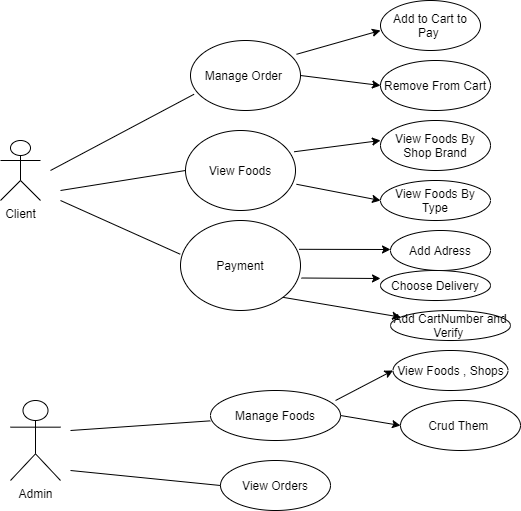 Add to Cart to
Pay
Manage Order
Remove From Cart
View Foods By
Shop Brand
Client
View Foods
View Foods By
Type
Payment
Add Adress
Choose Delivery
Add CartNumber and
Verify
View Foods , Shops
Manage Foods
Crud Them
Admin
View Orders